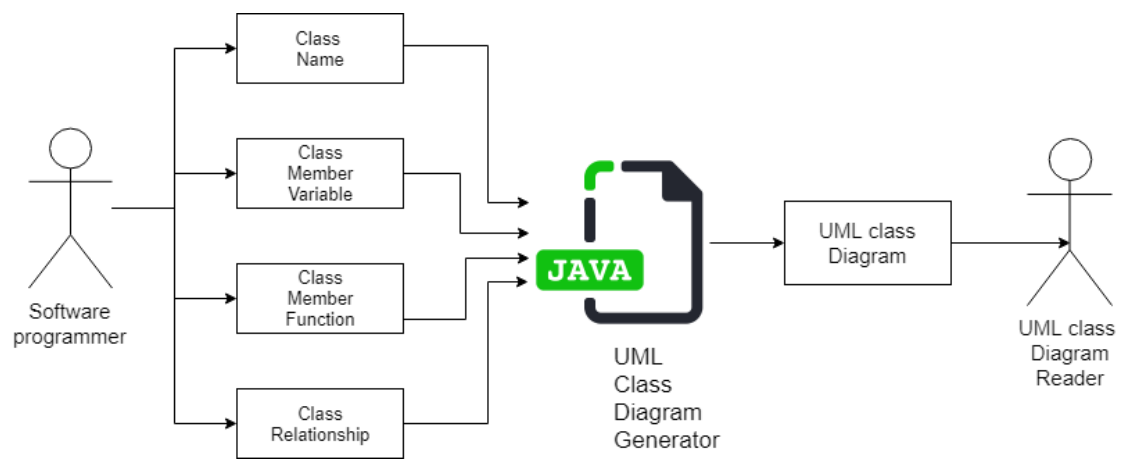 Class
Name
Class
Member
Variable
Class
Member
Function
Class
Relationship
Software
programmer
JAVA
UML
Class
Diagram
Generator
UML class
Diagram
UML class
Diagram
Reader